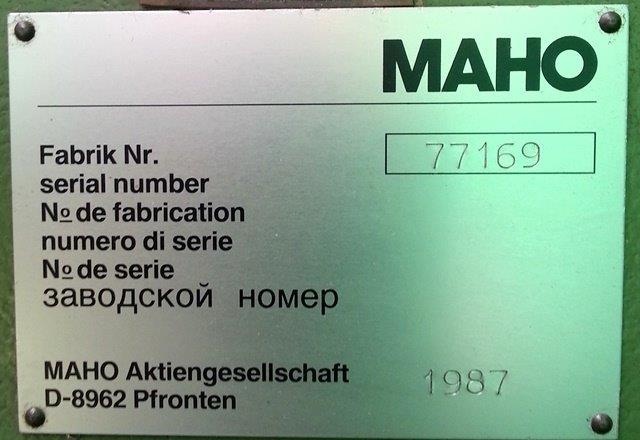 MAHO
Fabrik Nr. 77169
serial number
No de fabrication
numero di serie
No de serie
заводской номер
MAHO Aktiengesellschaft 1987
D-8962 Pfronten